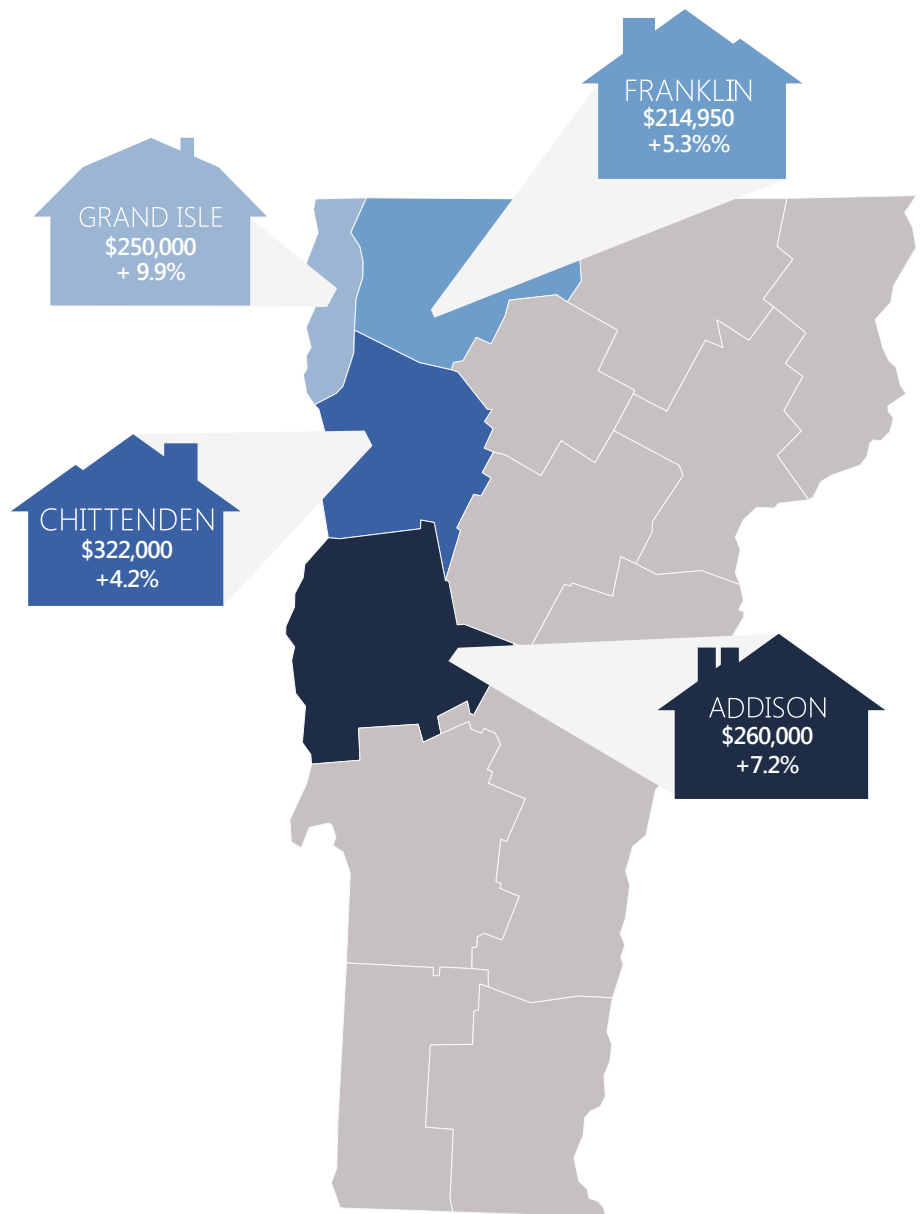 FRANKLIN
$214,950
+5.3%%
GRAND ISLE
$250,000
+ 9.9%
CHITTENDEN
$322,000
+4.2%
ADDISON
$260,000
+7.2%